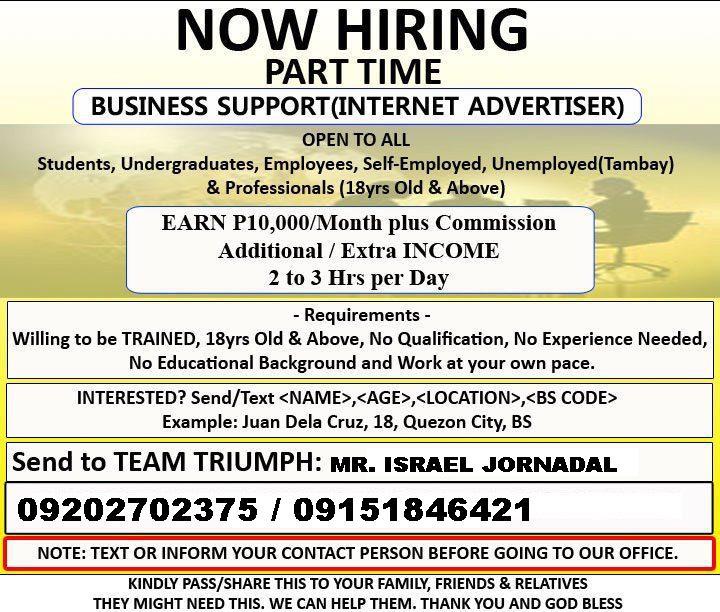 NOW HIRING
PART TIME
BUSINESS SUPPORT(INTERNET ADVERTISER)
OPEN TO ALL
Students, Undergraduates, Employees, Self-Employed, Unemployed(Tambay)
& Professionals (18yrs Old & Above)
EARN P10,000/Month plus Commission
Additional / Extra INCOME
2 to 3 Hrs per Day
- Requirements -
Willing to be TRAINED, 18yrs Old & Above, No Qualification, No Experience Needed,
No Educational Background and Work at your own pace.
INTERESTED? Send/Text <NAME>,<AGE>,<LOCATION>,<BS CODE>
Example: Juan Dela Cruz, 18, Quezon City, BS
Send to TEAM TRIUMPH: MR. ISRAEL JORNADAL
09202702375 / 09151846421
NOTE: TEXT OR INFORM YOUR CONTACT PERSON BEFORE GOING TO OUR OFFICE.
KINDLY PASS/SHARE THIS TO YOUR FAMILY, FRIENDS & RELATIVES
THEY MIGHT NEED THIS. WE CAN HELP THEM. THANK YOU AND GOD BLESS